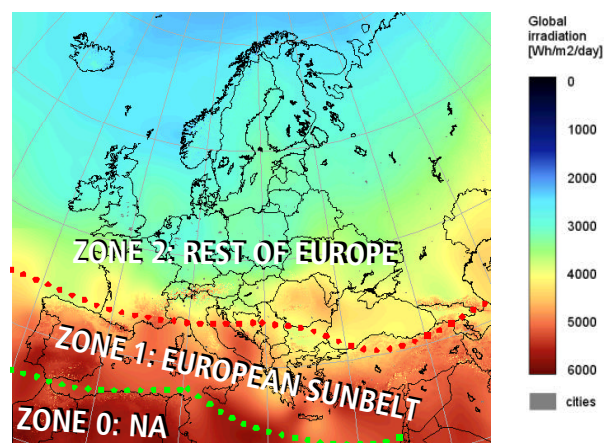 Global
irradiation
[Wh/m2/day]
0
1000
2000
3000
4000
5000
6000
cities
ZONE 2: REST OF EUROPE
ZONE 1: EUROPEAN SUNBELT
ZONE 0: NA